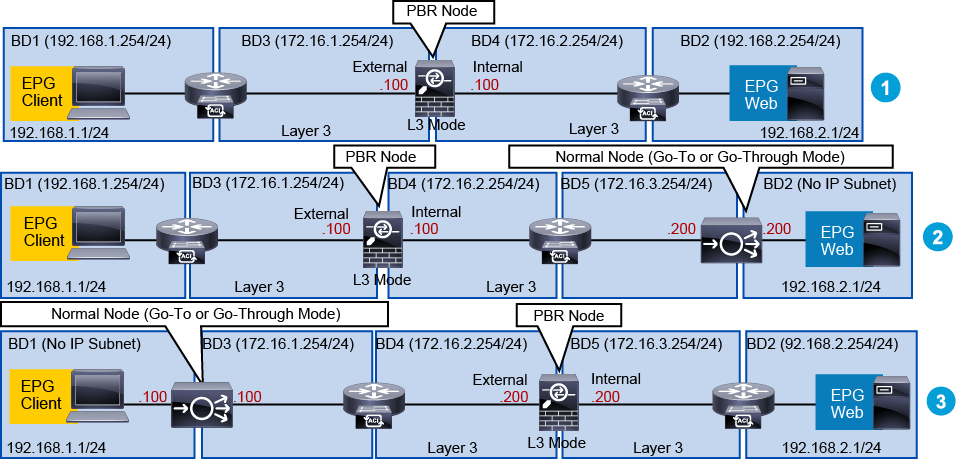 PBR Node
BD1 (192.168.1.254/24)
BD3 (172.16.1.254/24)
BD4 (172.16.2.254/24)
BD2 (192.168.2.254/24)
EPG
Client
External
.100
Internal
.100
EPG
Web
ACI
ACI
1
192.168.1.1/24
Layer 3
L3 Mode
Layer 3
192.168.2.1/24
PBR Node
Normal Node (Go-To or Go-Through Mode)
BD1 (192.168.1.254/24)
BD3 (172.16.1.254/24)
BD4 (172.16.2.254/24)
BD5 (172.16.3.254/24)
BD2 (No IP Subnet)
EPG
Client
External
.100
Internal
.100
.200
.200
EPG
Web
ACI
ACI
2
192.168.1.1/24
Layer 3
L3 Mode
Layer 3
192.168.2.1/24
Normal Node (Go-To or Go-Through Mode)
PBR Node
BD1 (No IP Subnet)
BD3 (172.16.1.254/24)
BD4 (172.16.2.254/24)
BD5 (172.16.3.254/24)
BD2 (92.168.2.254/24)
EPG
Client
.100
.100
External
.200
Internal
.200
EPG
Web
ACI
ACI
3
192.168.1.1/24
Layer 3
L3 Mode
Layer 3
192.168.2.1/24